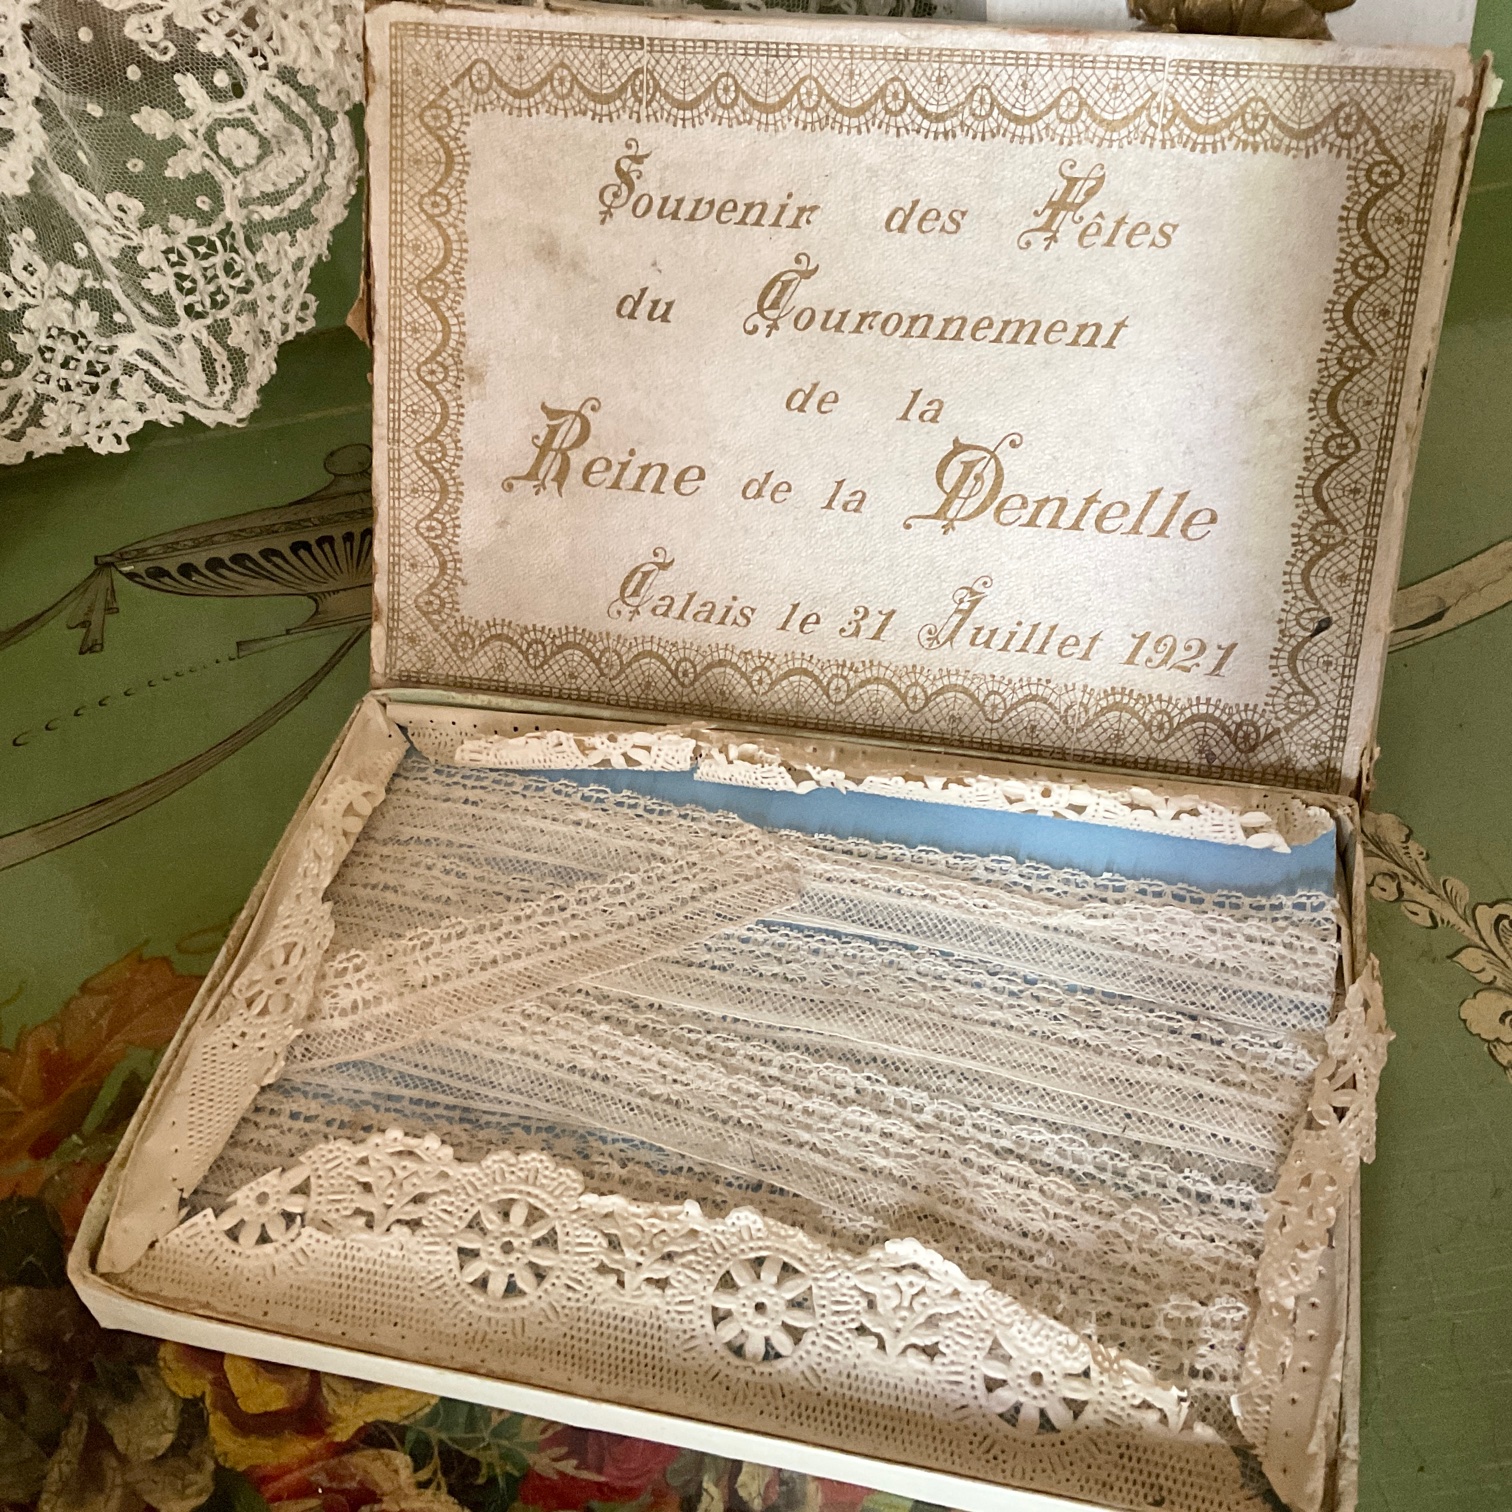 Souvenir des Fêtes
du Couronnement
de la
Reine de la Dentelle
Calais le 31 Juillet 1921